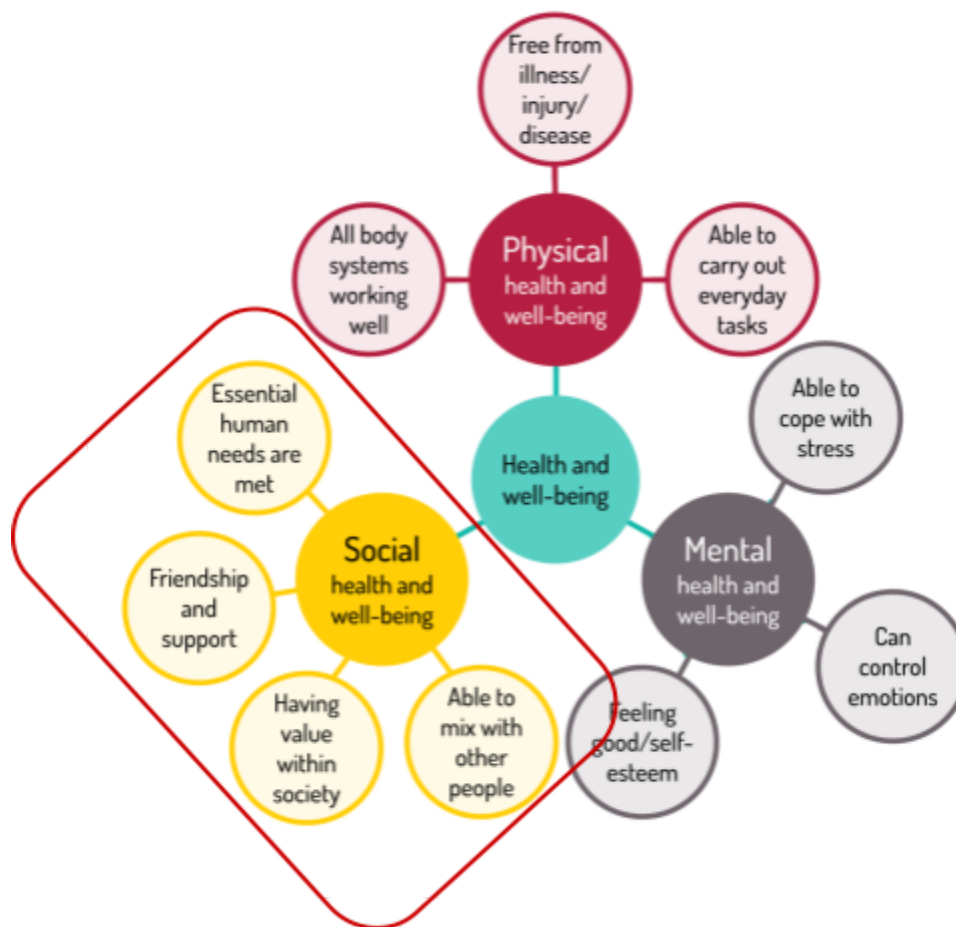 Free from
illness/
injury/
disease
All body
systems
working
well
Physical
health and
well-being
Able to
carry out
everyday
tasks
Essential
human
needs are
met
Health and
well-being
Able to
cope with
stress
Friendship
and
support
Social
health and
well-being
Mental
health and
well-being
Having
value
within
society
Able to
mix with
other
people
Feeling
good/self-
esteem
Can
control
emotions